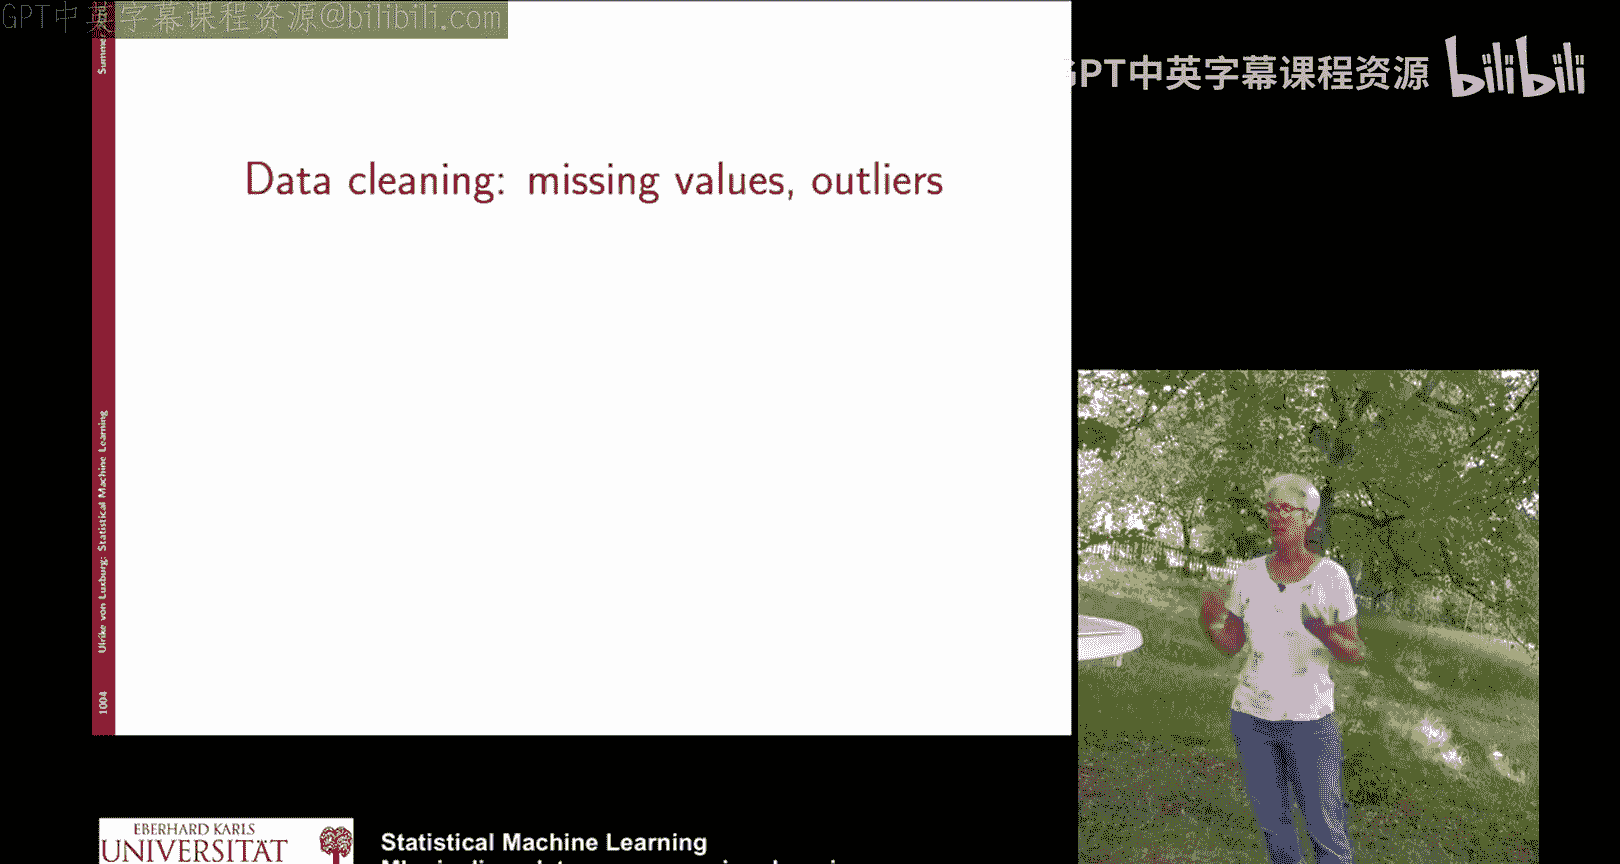 GPT中英字幕课程资源@bilibili.com
GPT中英字幕课程资源 bilibili
Data cleaning: missing values, outliers
Summer
Ulrike von Luxburg: Statistical Machine Learning
1004
EBERHARD KARLS
UNIVERSITÄT
Statistical Machine Learning